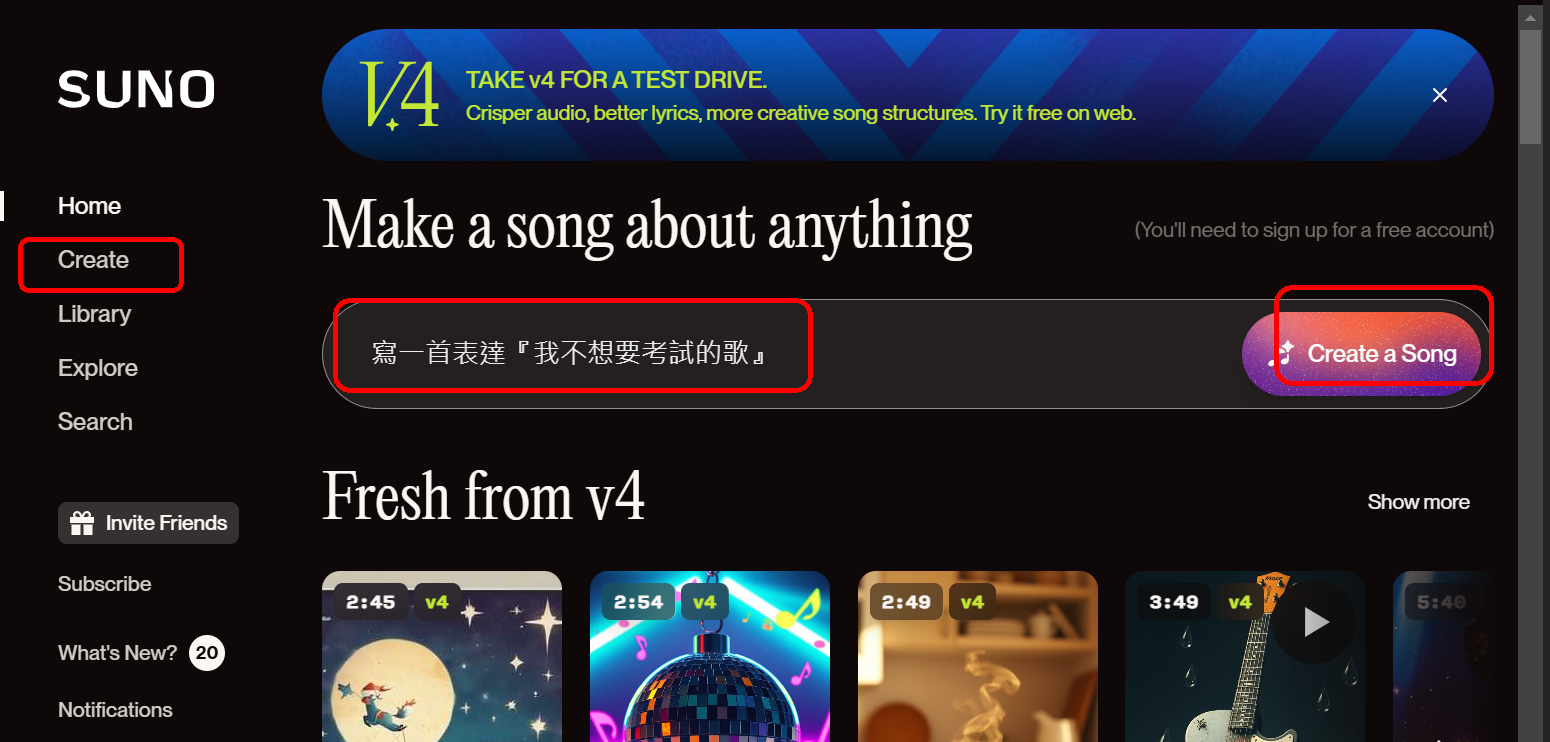 SUNO
V4
TAKE v4 FOR A TEST DRIVE.
Crisper audio, better lyrics, more creative song structures. Try it free on web.
Home
Create
Library
Explore
Search
Invite Friends
Subscribe
What's New? 20
Notifications
Make a song about anything
(You'll need to sign up for a free account)
寫一首表達『我不想要考試的歌』
Create a Song
Fresh from v4
Show more
2:45 v4
2:54 v4
2:49 v4
3:49 v4
5:40